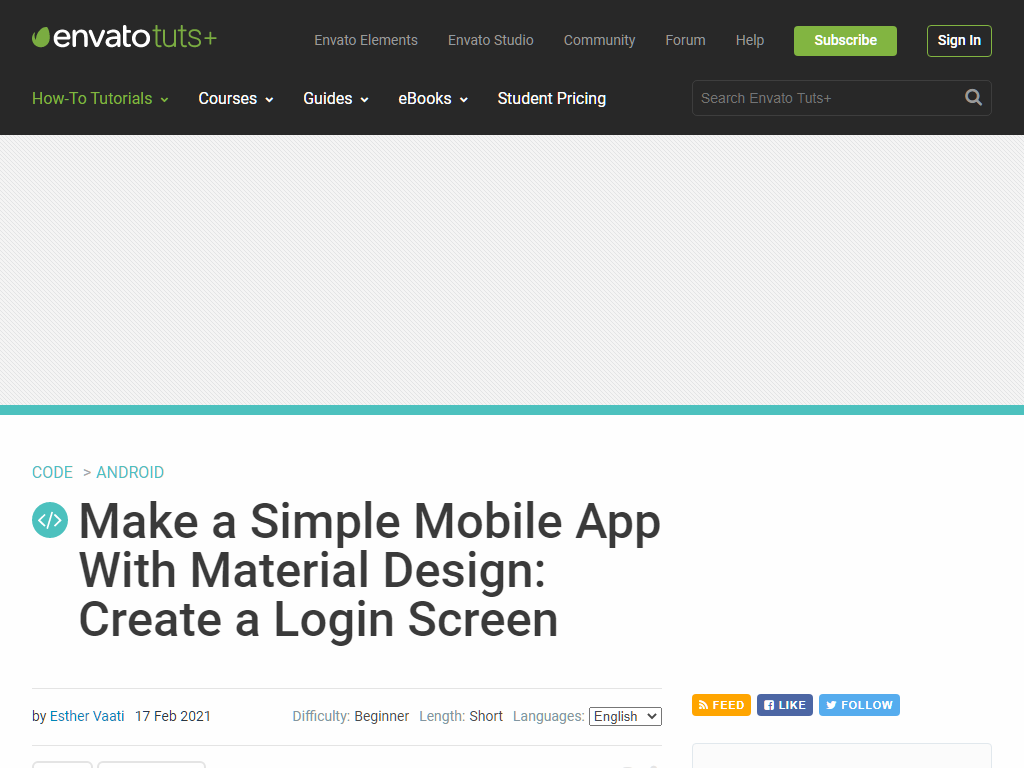 envatotuts+
Envato Elements Envato Studio Community Forum Help Subscribe Sign In
How-To Tutorials Courses Guides eBooks Student Pricing Search Envato Tuts+
CODE > ANDROID
</> Make a Simple Mobile App
With Material Design:
Create a Login Screen
by Esther Vaati 17 Feb 2021 Difficulty: Beginner Length: Short Languages: English
FEED LIKE FOLLOW